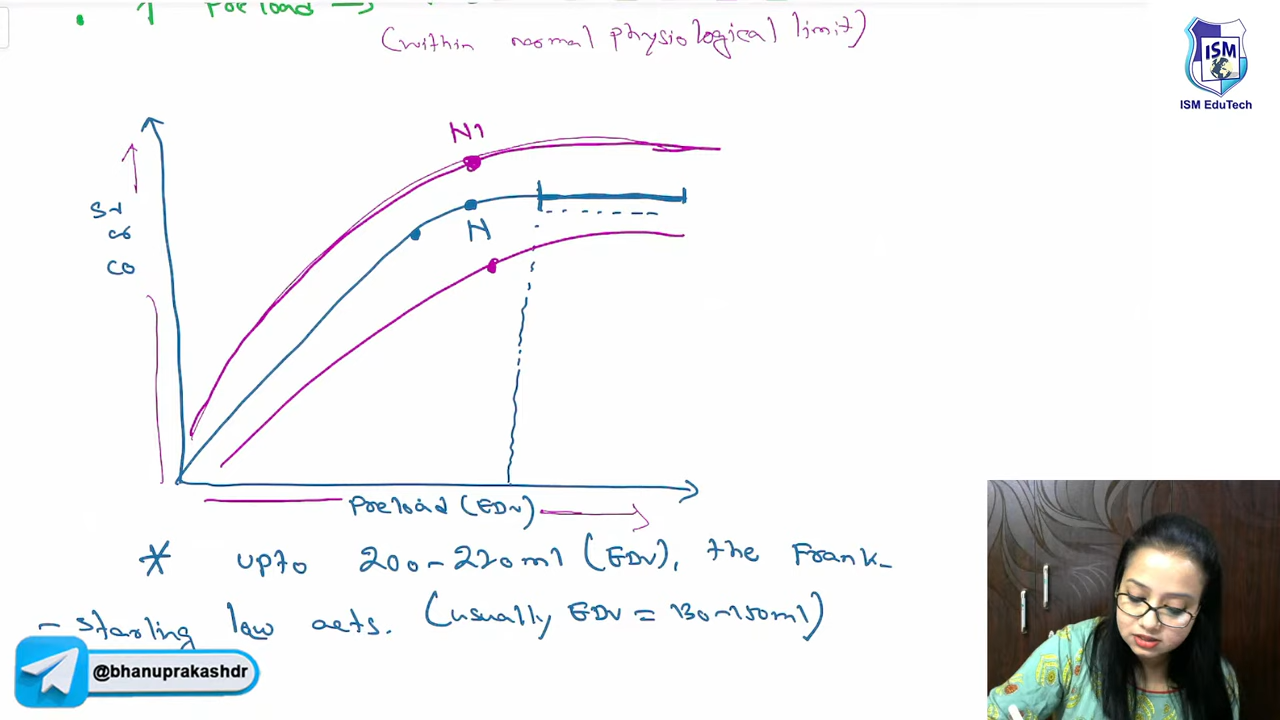 ↑ Preload →
(within normal physiological limit)
ISM
ISM EduTech
N1
SV
or
CO
N
Preload (EDV)
* upto 200-220ml (EDV), the Frank-
- starling law acts. (usually EDV = 130-150ml)
@bhanuprakashdr